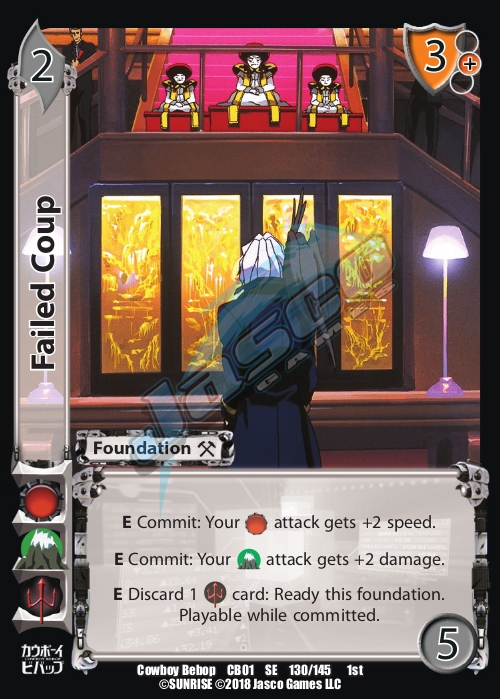 2
3
+
Failed Coup
Jasco
GAMES
Foundation
E Commit: Your attack gets +2 speed.
E Commit: Your attack gets +2 damage.
E Discard 1 card: Ready this foundation.
Playable while committed.
5
カウボーイ
ビバップ
Cowboy Bebop CB01 SE 130/145 1st
©SUNRISE ©2018 Jasco Games LLC